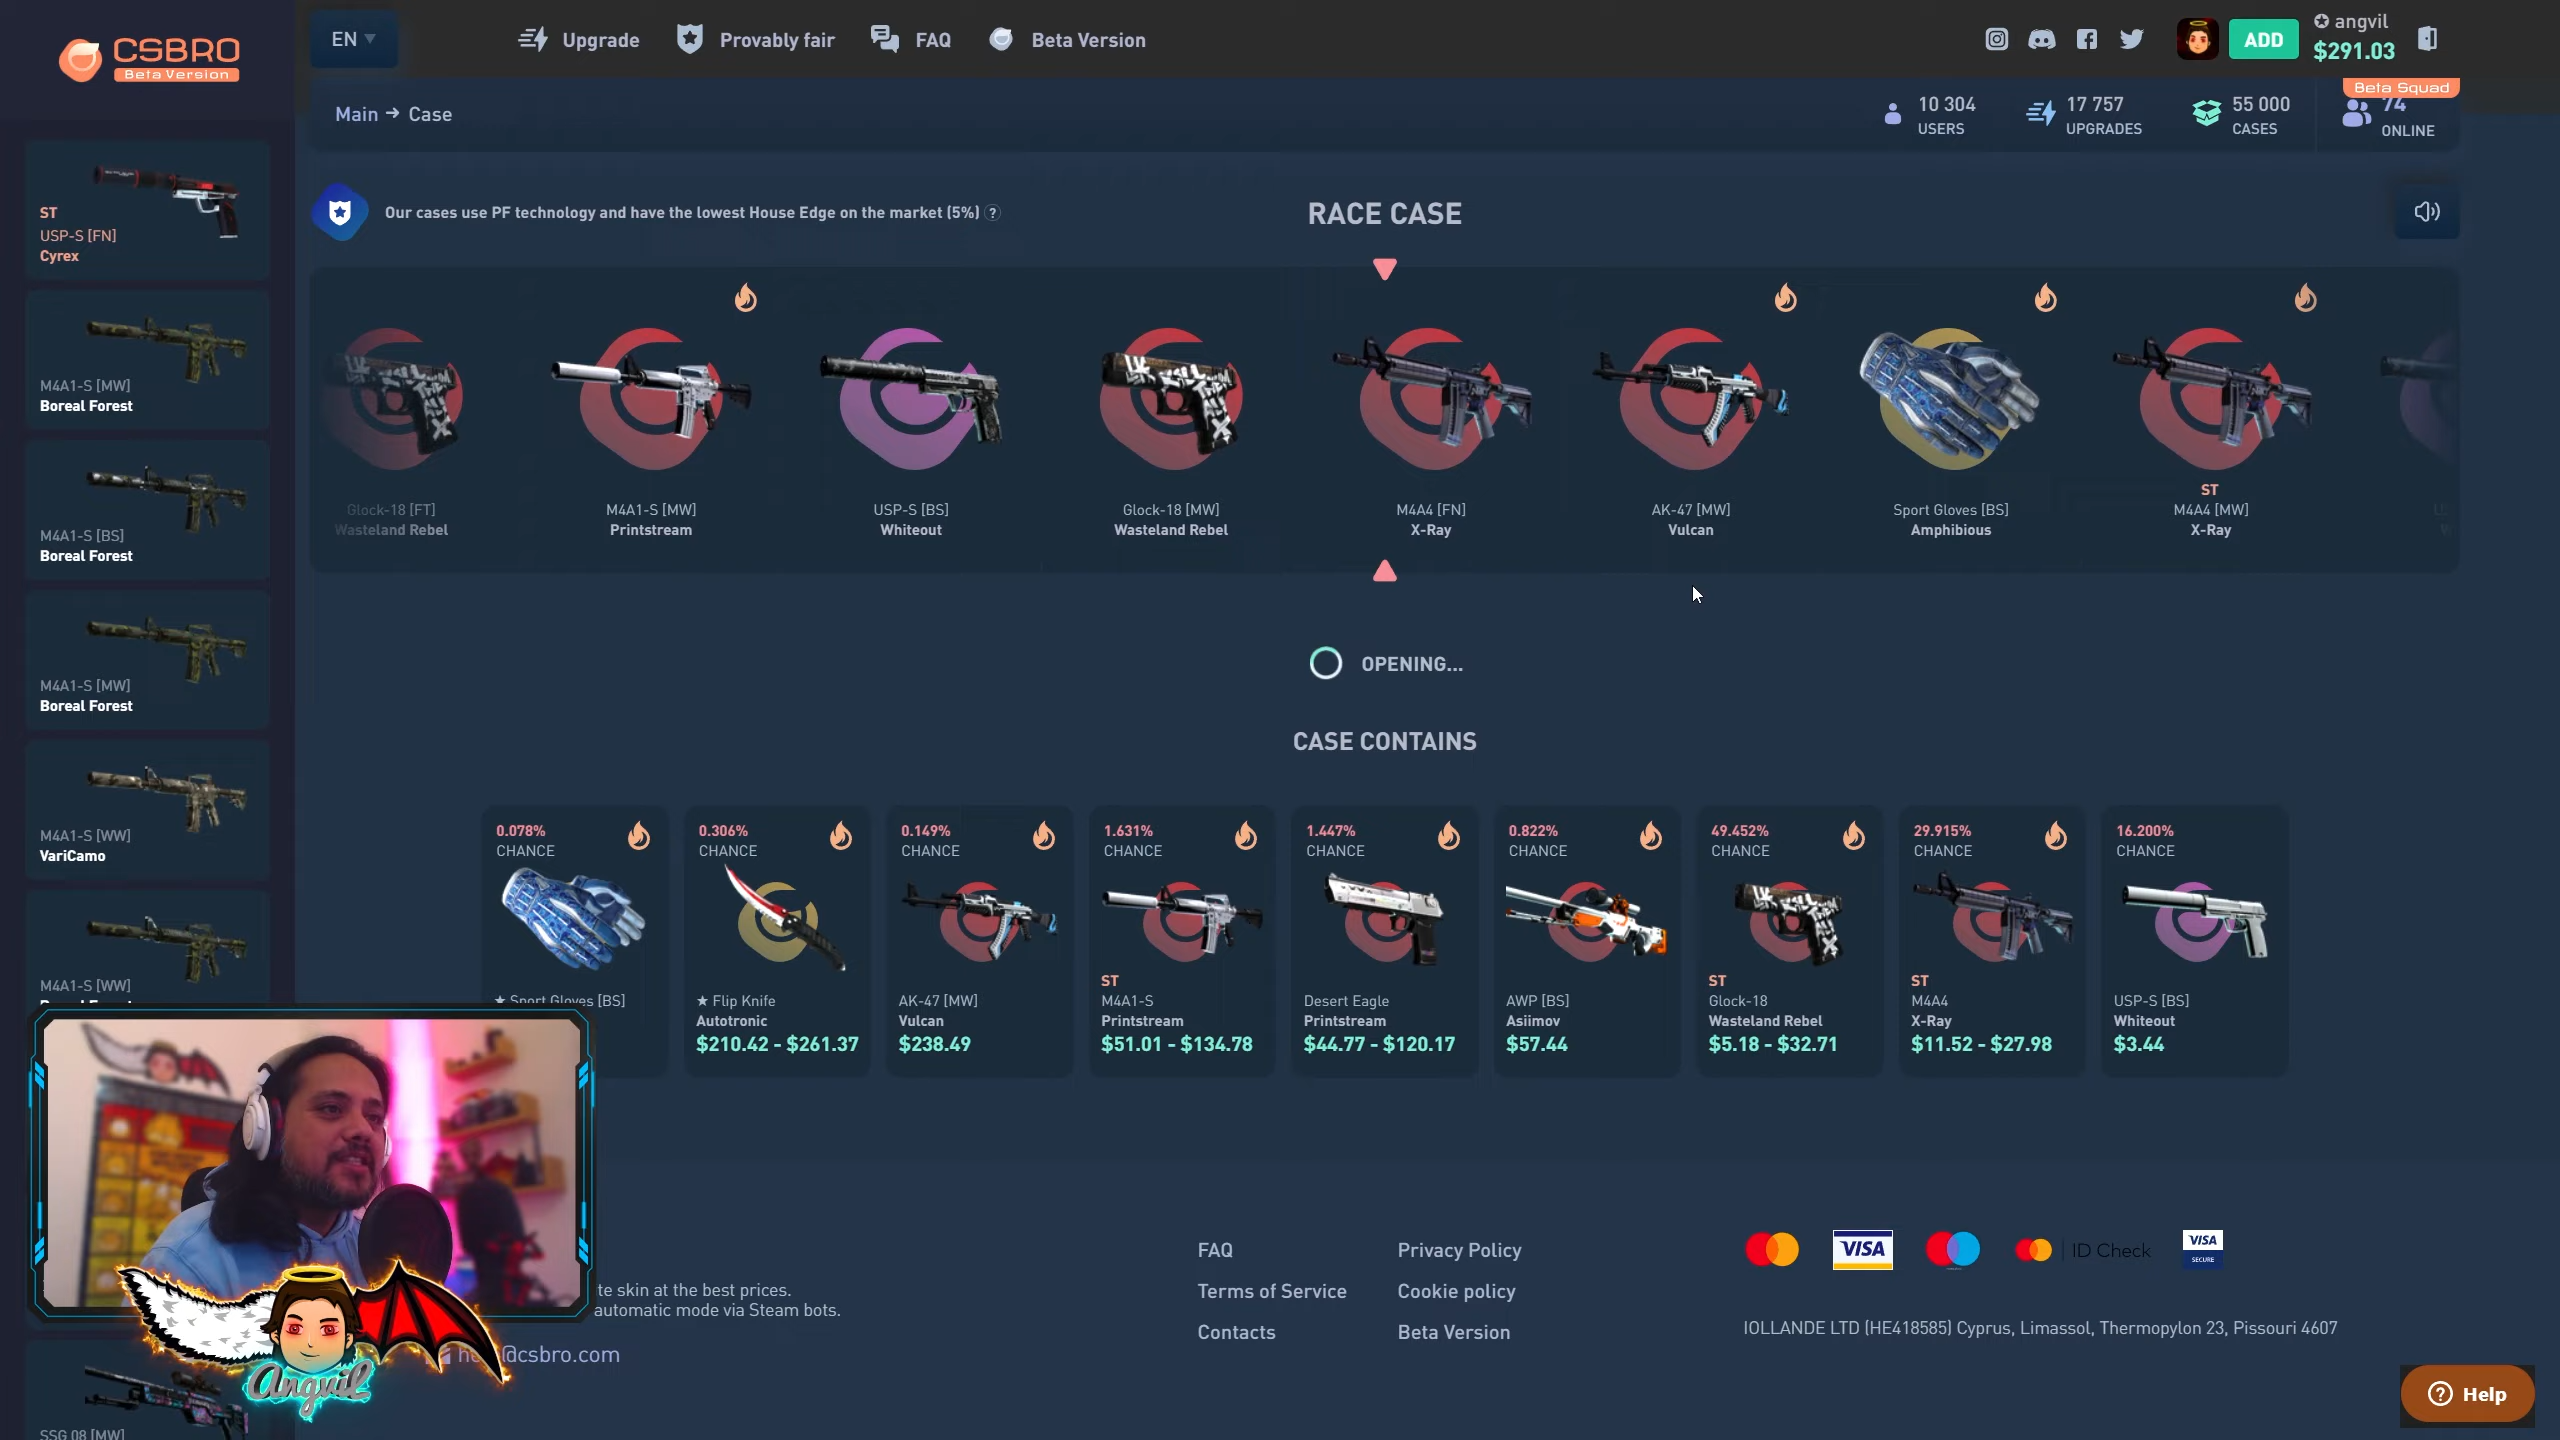 CSBRO
Beta Version
EN
Upgrade
Provably fair
FAQ
Beta Version
ADD
angvil
$291.03
Main → Case
10 304
USERS
17 757
UPGRADES
55 000
CASES
Beta Squad
74
ONLINE
ST
USP-S [FN]
Cyrex
M4A1-S [MW]
Boreal Forest
M4A1-S [BS]
Boreal Forest
M4A1-S [MW]
Boreal Forest
M4A1-S [WW]
VariCamo
M4A1-S [WW]
SSG 08 [MW]
Our cases use PF technology and have the lowest House Edge on the market (5%) ?
RACE CASE
Glock-18 [FT]
Wasteland Rebel
M4A1-S [MW]
Printstream
USP-S [BS]
Whiteout
Glock-18 [MW]
Wasteland Rebel
M4A4 [FN]
X-Ray
AK-47 [MW]
Vulcan
Sport Gloves [BS]
Amphibious
ST
M4A4 [MW]
X-Ray
OPENING...
CASE CONTAINS
0.078%
CHANCE
★ Sport Gloves [BS]
0.306%
CHANCE
★ Flip Knife
Autotronic
$210.42 - $261.37
0.149%
CHANCE
AK-47 [MW]
Vulcan
$238.49
1.631%
CHANCE
ST
M4A1-S
Printstream
$51.01 - $134.78
1.447%
CHANCE
Desert Eagle
Printstream
$44.77 - $120.17
0.822%
CHANCE
AWP [BS]
Asiimov
$57.44
49.452%
CHANCE
ST
Glock-18
Wasteland Rebel
$5.18 - $32.71
29.915%
CHANCE
ST
M4A4
X-Ray
$11.52 - $27.98
16.200%
CHANCE
USP-S [BS]
Whiteout
$3.44
te skin at the best prices.
automatic mode via Steam bots.
@csbro.com
Angvil
FAQ
Terms of Service
Contacts
Privacy Policy
Cookie policy
Beta Version
VISA
ID Check
VISA
SECURE
IOLLANDE LTD (HE418585) Cyprus, Limassol, Thermopylon 23, Pissouri 4607
Help